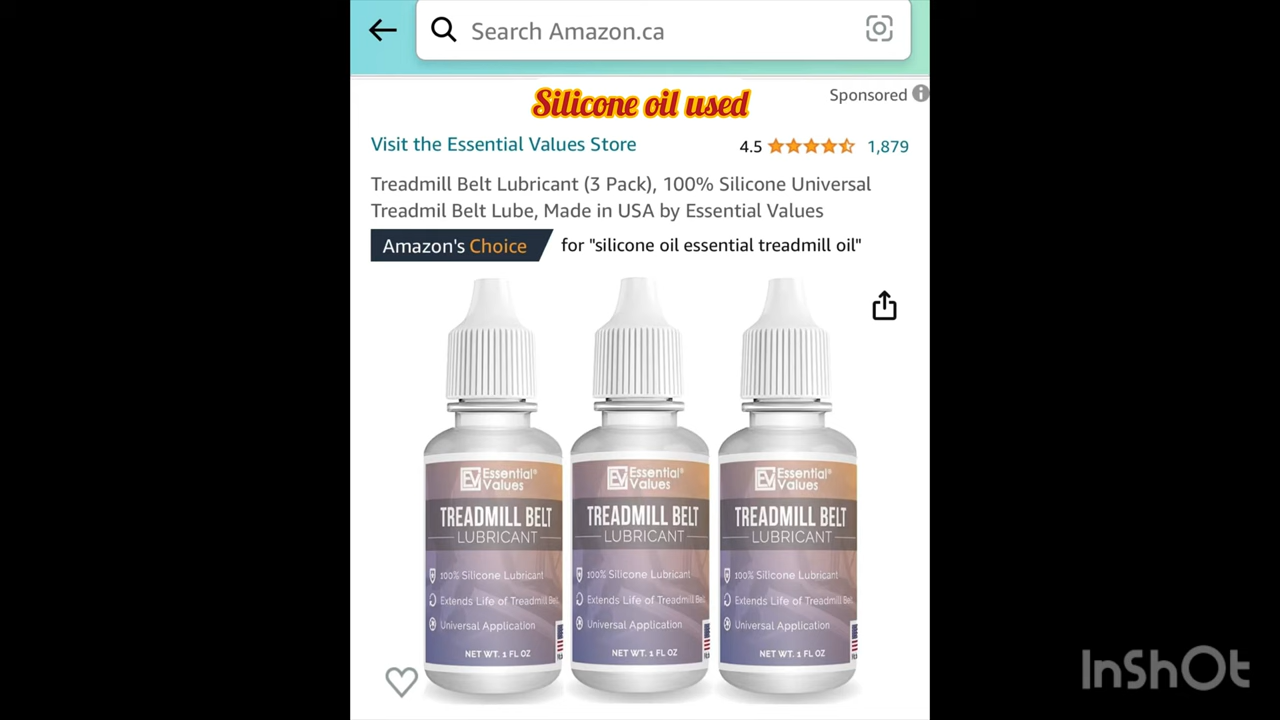 Search Amazon.ca
Silicone oil used
Sponsored
Visit the Essential Values Store
4.5
1,879
Treadmill Belt Lubricant (3 Pack), 100% Silicone Universal
Treadmil Belt Lube, Made in USA by Essential Values
Amazon's Choice for "silicone oil essential treadmill oil"
EV Essential® Values
TREADMILL BELT
LUBRICANT
100% Silicone Lubricant
Extends Life of Treadmill Belt
Universal Application
NET WT. 1 FL OZ
EV Essential® Values
TREADMILL BELT
LUBRICANT
100% Silicone Lubricant
Extends Life of Treadmill Belt
Universal Application
NET WT. 1 FL OZ
EV Essential® Values
TREADMILL BELT
LUBRICANT
100% Silicone Lubricant
Extends Life of Treadmill Belt
Universal Application
NET WT. 1 FL OZ
InShOt